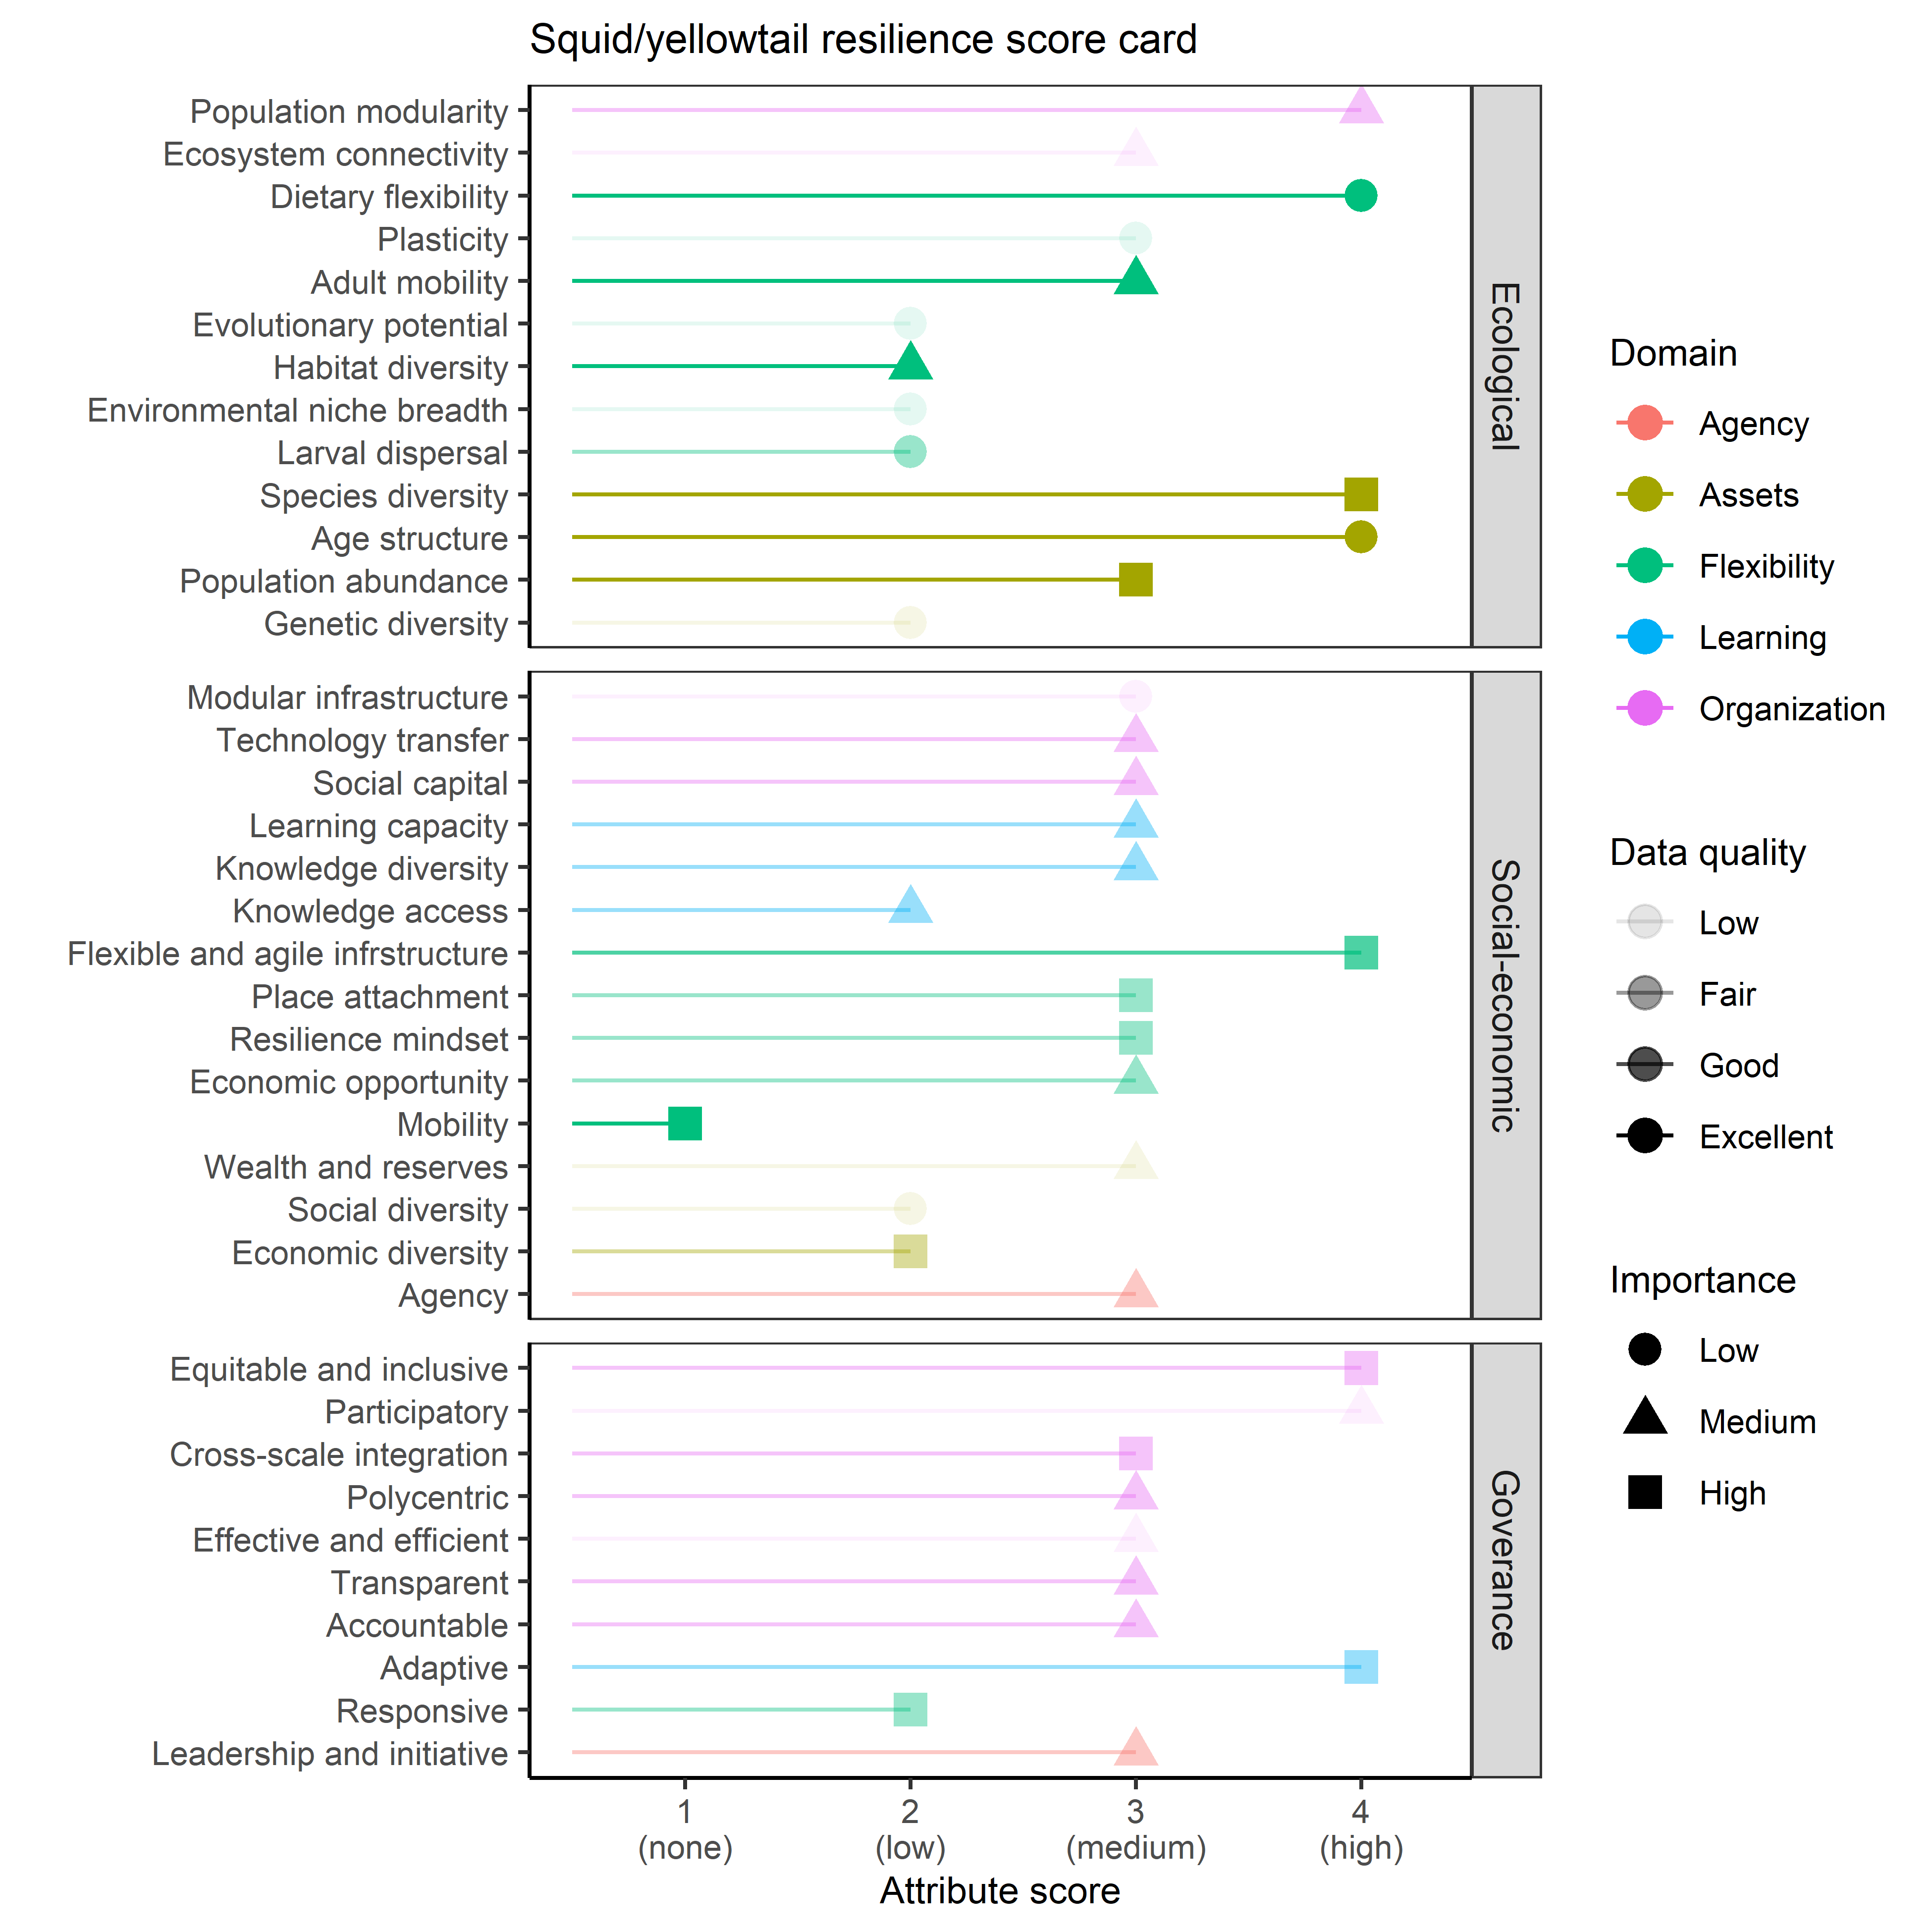 Squid/yellowtail resilience score card
Population modularity
Ecosystem connectivity
Dietary flexibility
Plasticity
Adult mobility
Evolutionary potential
Habitat diversity
Environmental niche breadth
Larval dispersal
Species diversity
Age structure
Population abundance
Genetic diversity
Ecological
Modular infrastructure
Technology transfer
Social capital
Learning capacity
Knowledge diversity
Knowledge access
Flexible and agile infrstructure
Place attachment
Resilience mindset
Economic opportunity
Mobility
Wealth and reserves
Social diversity
Economic diversity
Agency
Social-economic
Equitable and inclusive
Participatory
Cross-scale integration
Polycentric
Effective and efficient
Transparent
Accountable
Adaptive
Responsive
Leadership and initiative
Goverance
1 2 3 4
(none) (low) (medium) (high)
Attribute score
Domain
Agency
Assets
Flexibility
Learning
Organization
Data quality
Low
Fair
Good
Excellent
Importance
Low
Medium
High